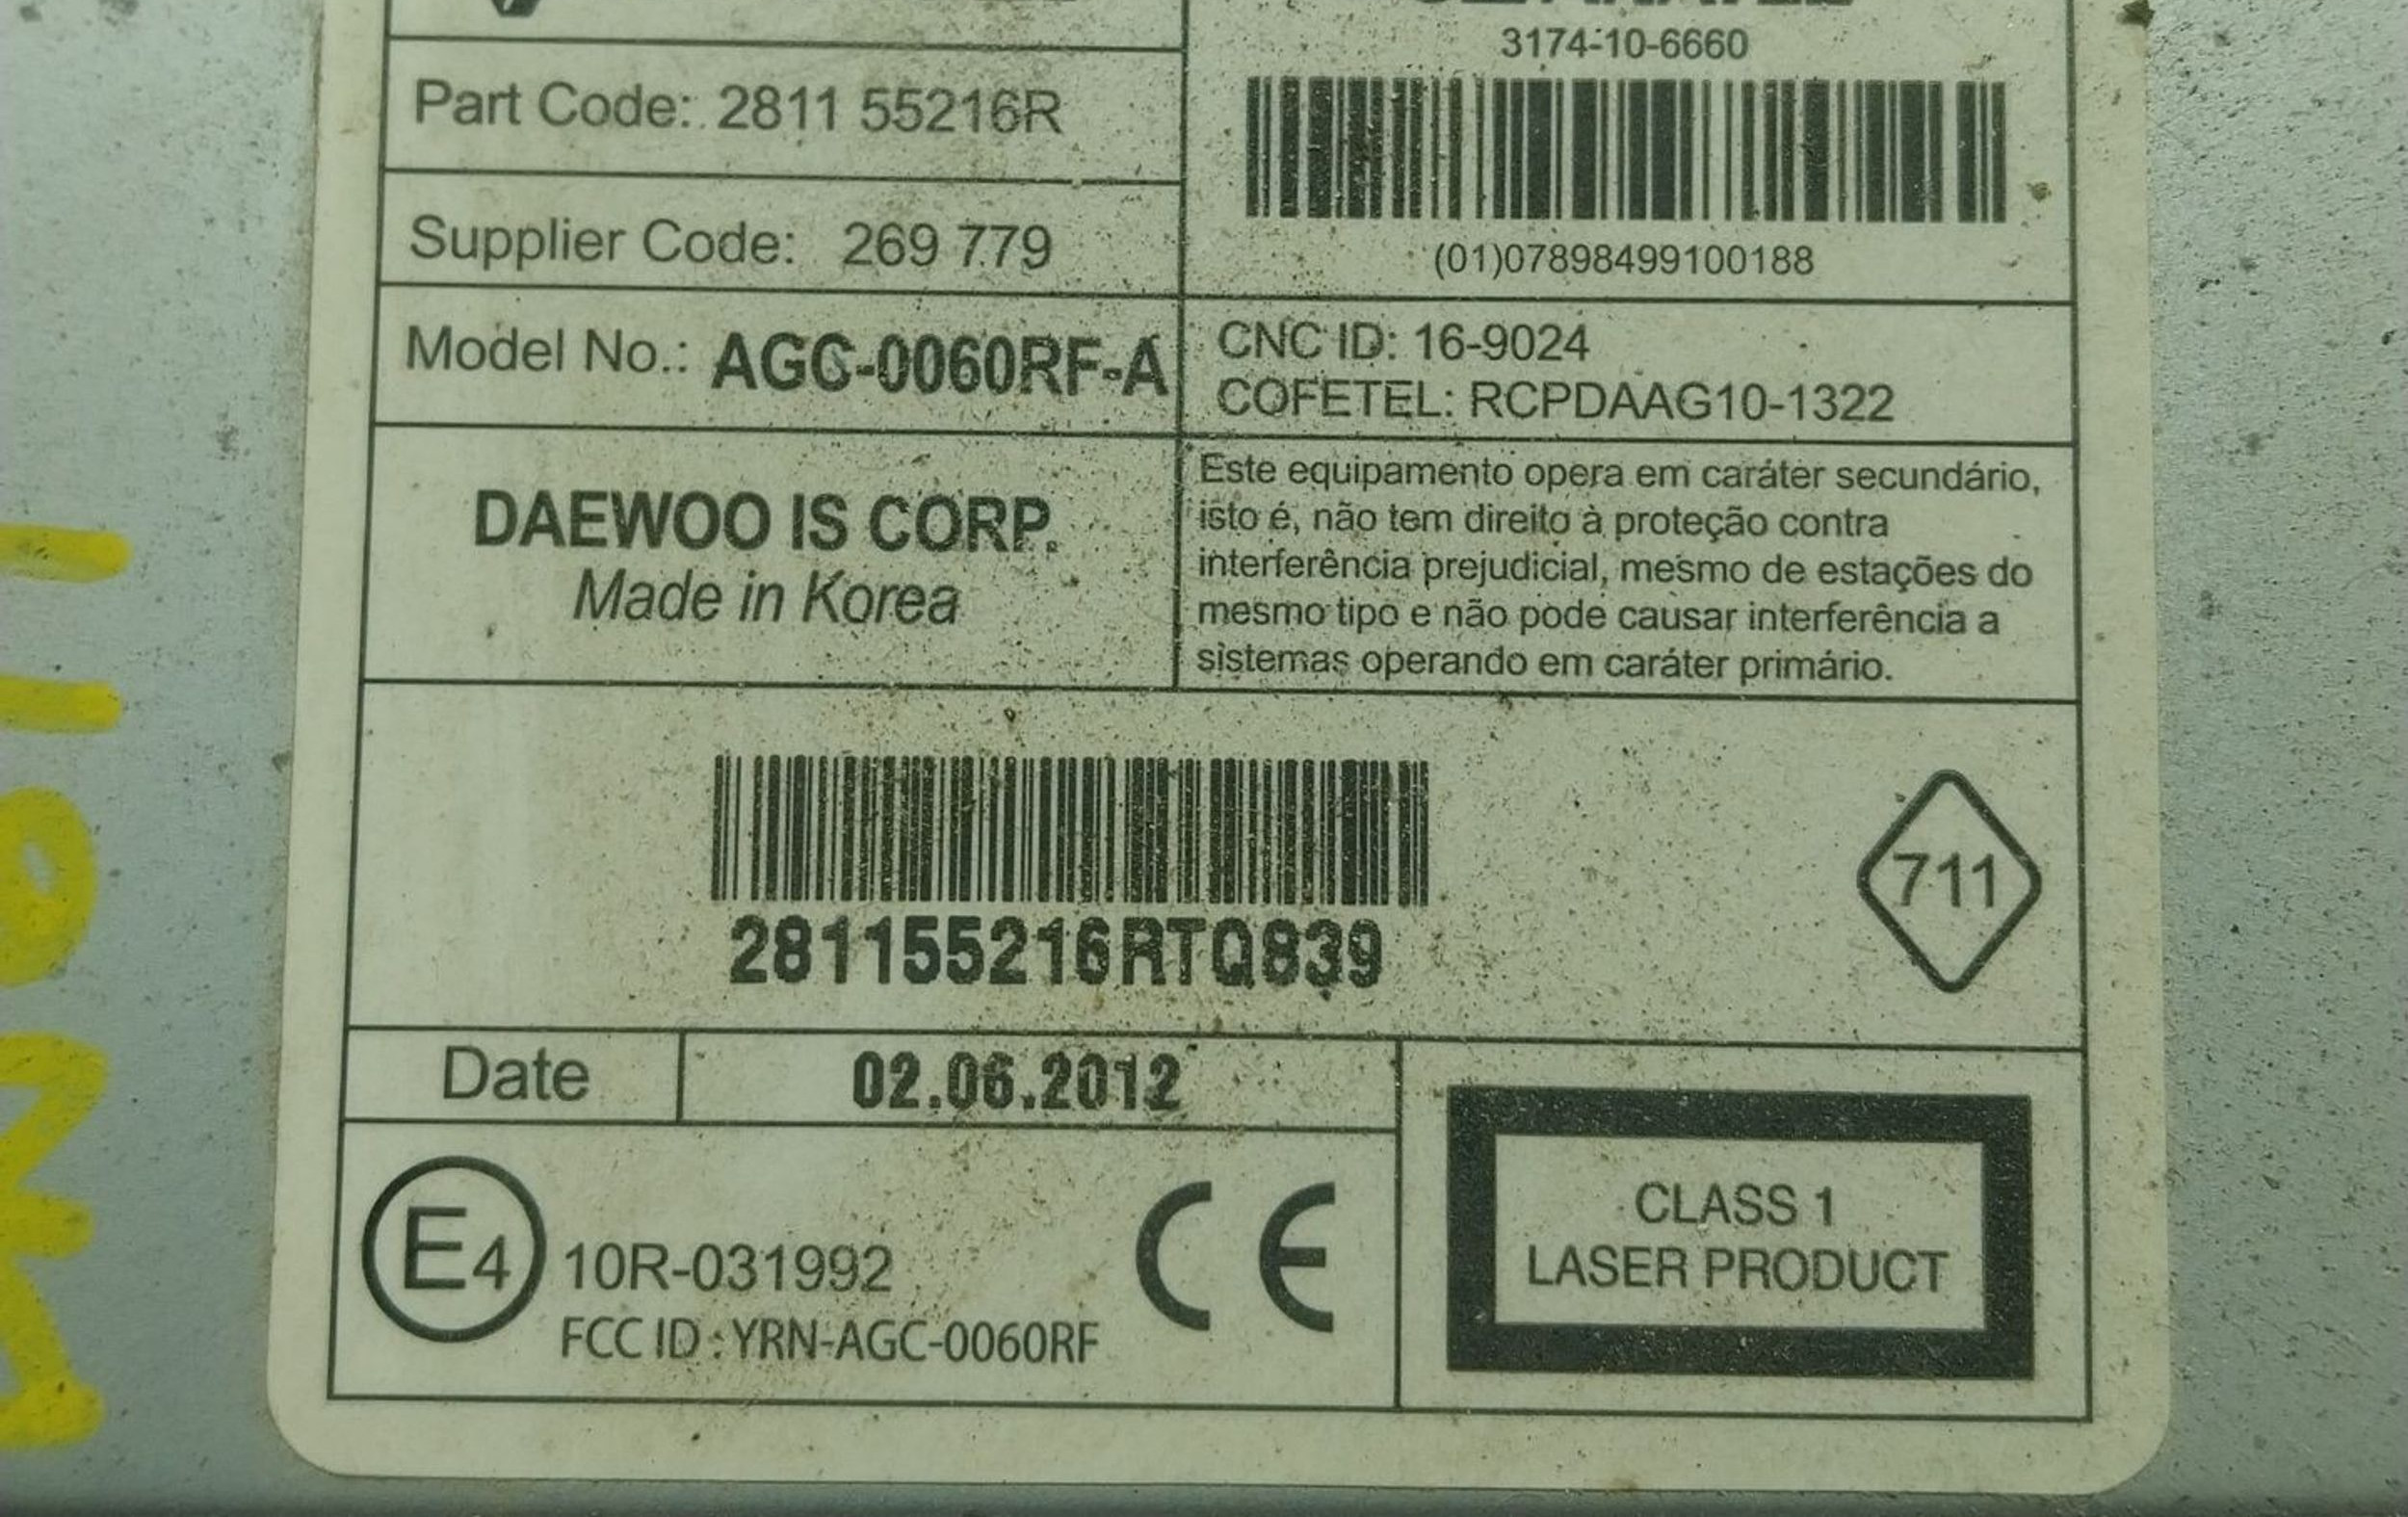 3174-10-6660
Part Code: 2811 55216R
(01)07898499100188
Supplier Code: 269 779
Model No.: AGC-0060RF-A
CNC ID: 16-9024
COFETEL: RCPDAAG10-1322
DAEWOO IS CORP.
Made in Korea
Este equipamento opera em caráter secundário,
isto é, não tem direito à proteção contra
interferência prejudicial, mesmo de estações do
mesmo tipo e não pode causar interferência a
sistemas operando em caráter primário.
281155216RTQ839
711
Date 02.06.2012
E4 10R-031992
FCC ID : YRN-AGC-0060RF
CE
CLASS 1
LASER PRODUCT